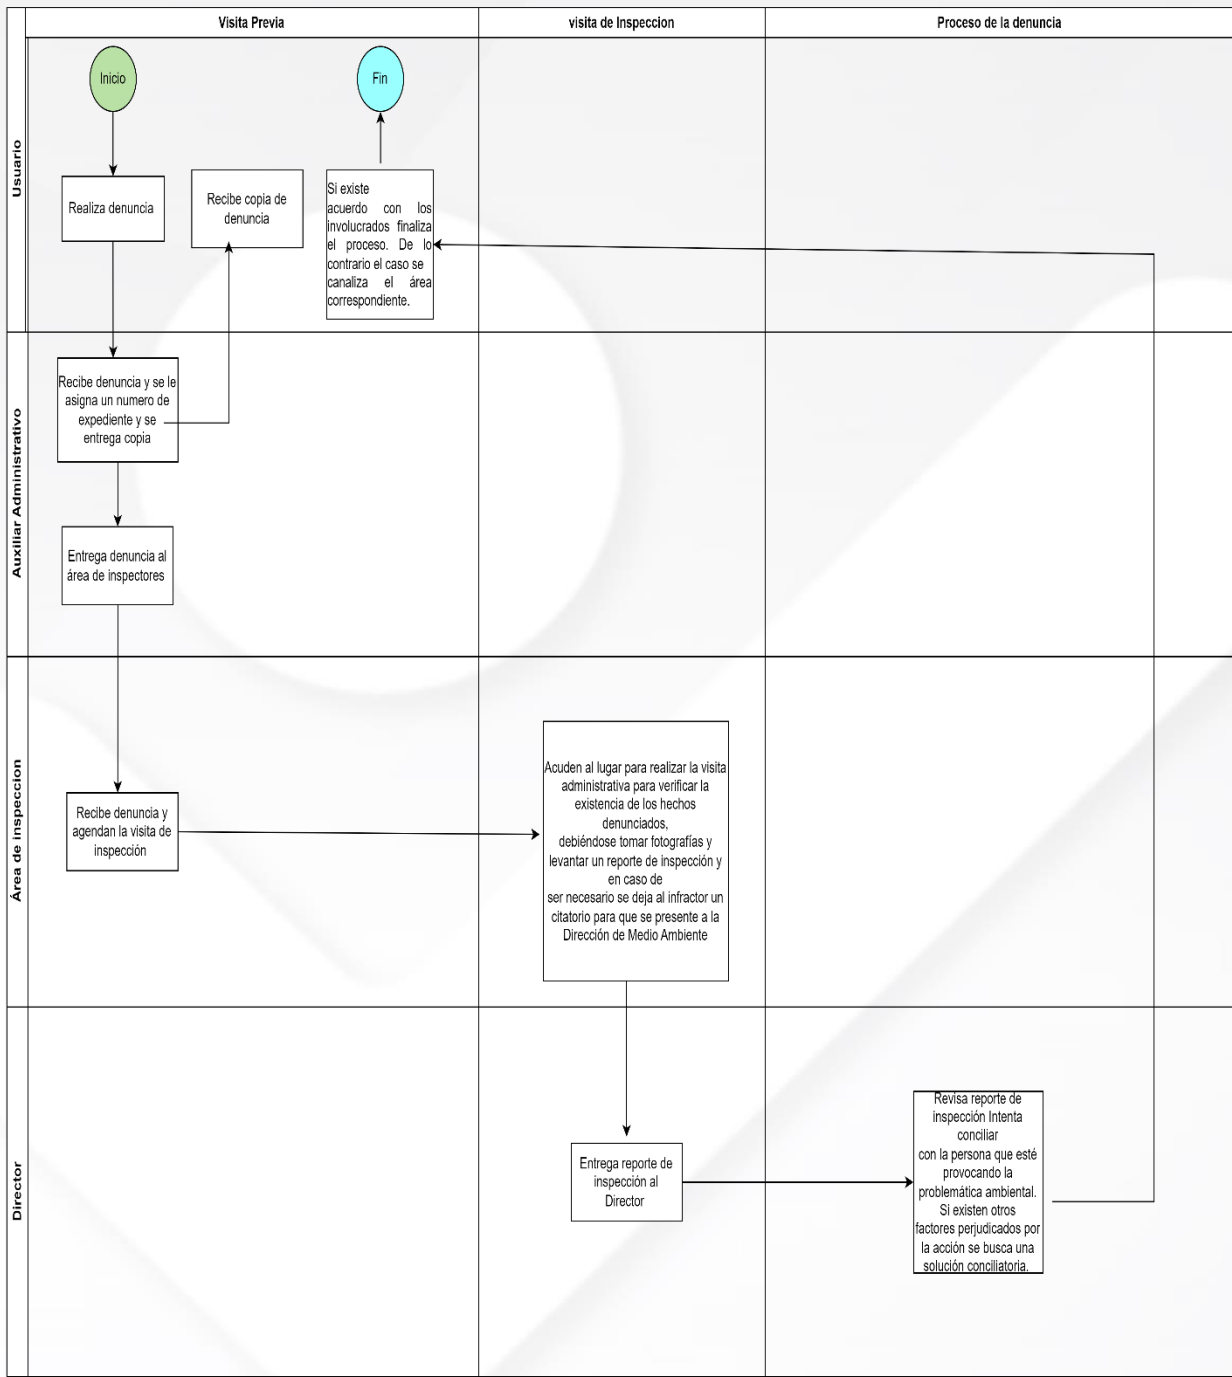 Visita Previa
visita de Inspeccion
Proceso de la denuncia
Usuario
Inicio
Fin
Realiza denuncia
Recibe copia de
denuncia
Si existe
acuerdo con los
involucrados finaliza
el proceso. De lo
contrario el caso se
canaliza el área
correspondiente.
Auxiliar Administrativo
Recibe denuncia y se le
asigna un numero de
expediente y se
entrega copia
Entrega denuncia al
área de inspectores
Área de inspeccion
Recibe denuncia y
agendan la visita de
inspección
Acuden al lugar para realizar la visita
administrativa para verificar la
existencia de los hechos
denunciados,
debiéndose tomar fotografías y
levantar un reporte de inspección y
en caso de
ser necesario se deja al infractor un
citatorio para que se presente a la
Dirección de Medio Ambiente
Director
Entrega reporte de
inspección al
Director
Revisa reporte de
inspección Intenta
conciliar
con la persona que esté
provocando la
problemática ambiental.
Si existen otros
factores perjudicados por
la acción se busca una
solución conciliatoria.